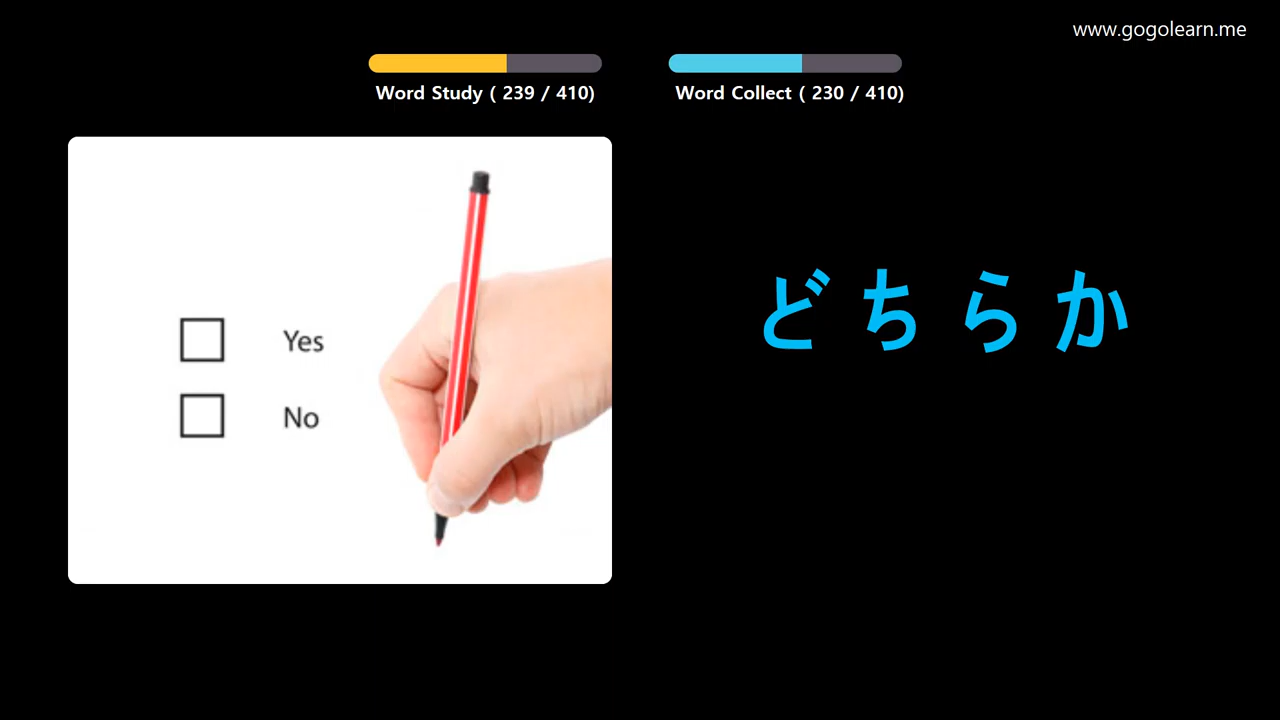 www.gogolearn.me
Word Study ( 239 / 410)
Word Collect ( 230 / 410)
Yes
No
どちらか